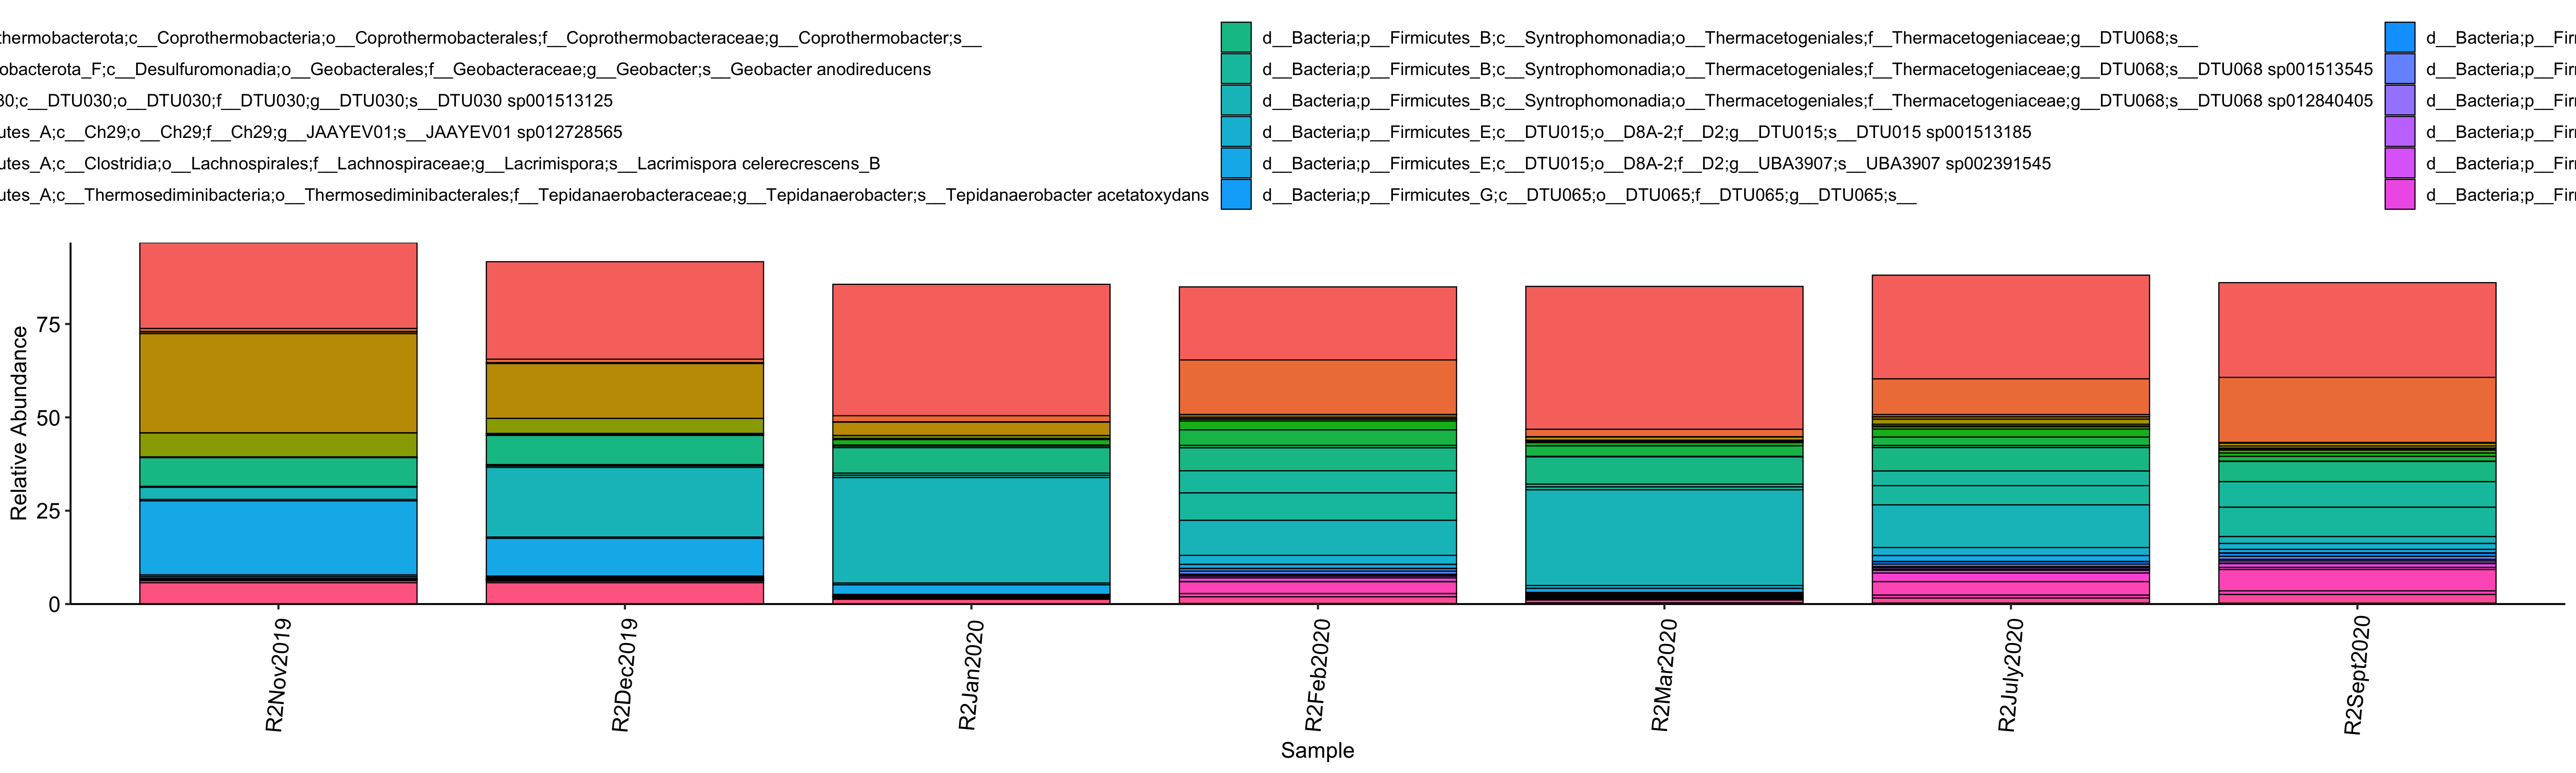 thermobacterota;c__Coprothermobacteria;o__Coprothermobacterales;f__Coprothermobacteraceae;g__Coprothermobacter;s__
obacterota_F;c__Desulfuromonadia;o__Geobacterales;f__Geobacteraceae;g__Geobacter;s__Geobacter anodireducens
30;c__DTU030;o__DTU030;f__DTU030;g__DTU030;s__DTU030 sp001513125
utes_A;c__Ch29;o__Ch29;f__Ch29;g__JAAYEV01;s__JAAYEV01 sp012728565
utes_A;c__Clostridia;o__Lachnospirales;f__Lachnospiraceae;g__Lacrimispora;s__Lacrimispora celerecrescens_B
utes_A;c__Thermosediminibacteria;o__Thermosediminibacterales;f__Tepidanaerobacteraceae;g__Tepidanaerobacter;s__Tepidanaerobacter acetatoxydans
d__Bacteria;p__Firmicutes_B;c__Syntrophomonadia;o__Thermacetogeniales;f__Thermacetogeniaceae;g__DTU068;s__
d__Bacteria;p__Firmicutes_B;c__Syntrophomonadia;o__Thermacetogeniales;f__Thermacetogeniaceae;g__DTU068;s__DTU068 sp001513545
d__Bacteria;p__Firmicutes_B;c__Syntrophomonadia;o__Thermacetogeniales;f__Thermacetogeniaceae;g__DTU068;s__DTU068 sp012840405
d__Bacteria;p__Firmicutes_E;c__DTU015;o__D8A-2;f__D2;g__DTU015;s__DTU015 sp001513185
d__Bacteria;p__Firmicutes_E;c__DTU015;o__D8A-2;f__D2;g__UBA3907;s__UBA3907 sp002391545
d__Bacteria;p__Firmicutes_G;c__DTU065;o__DTU065;f__DTU065;g__DTU065;s__
d__Bacteria;p__Fir
d__Bacteria;p__Fir
d__Bacteria;p__Fir
d__Bacteria;p__Fir
d__Bacteria;p__Fir
d__Bacteria;p__Fir
Relative Abundance
75
50
25
0
R2Nov2019
R2Dec2019
R2Jan2020
R2Feb2020
R2Mar2020
R2July2020
R2Sept2020
Sample